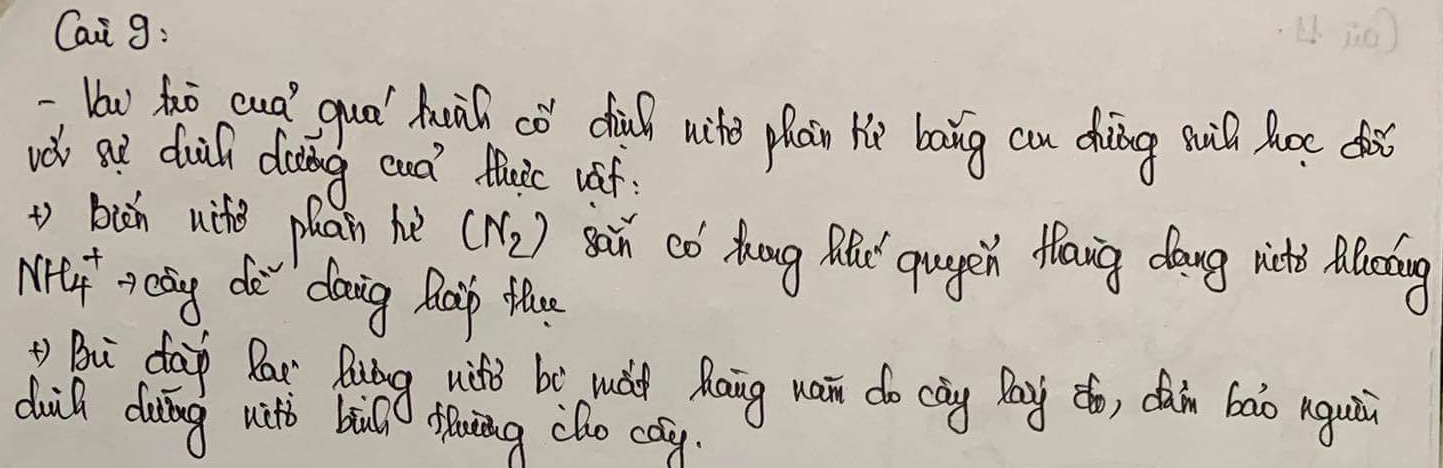 Câu 9:
- Vai trò của quá trình cố định nitơ phân tử bằng con đường sinh học đối
với sự dinh dưỡng của thực vật:
+) biến nitơ phân tử (N₂) sẵn có trong khí quyển thành dạng nitơ khoáng
NH₄⁺ → cây dễ dàng hấp thụ
+) Bù đắp lại lượng nitơ bị mất hàng năm do cây lấy đi, đảm bảo nguồn
dinh dưỡng nitơ bình thường cho cây.